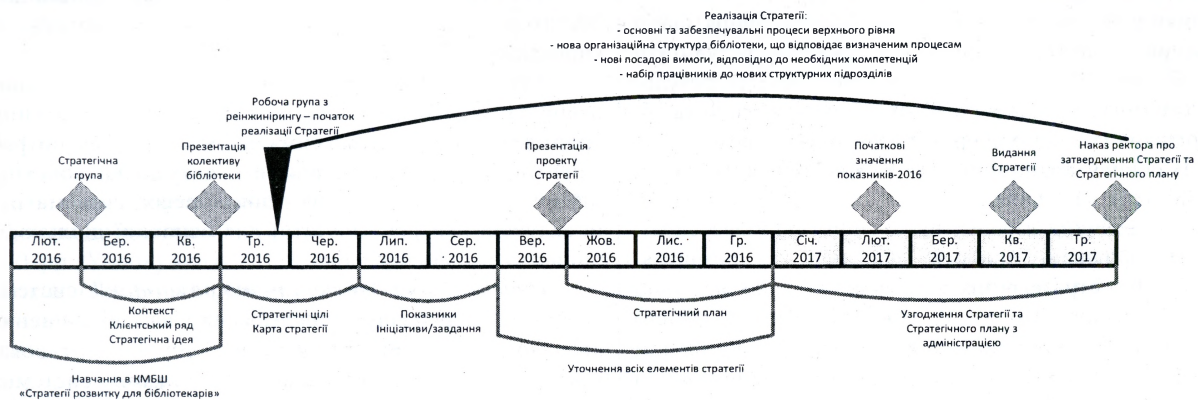 Реалізація Стратегії:
- основні та забезпечувальні процеси верхнього рівня
- нова організаційна структура бібліотеки, що відповідає визначеним процесам
- нові посадові вимоги, відповідно до необхідних компетенцій
- набір працівників до нових структурних підрозділів
Робоча група з
реінжинірингу – початок
реалізації Стратегії
Стратегічна
група
Презентація
колективу
бібліотеки
Презентація
проекту
Стратегії
Початкові
значення
показників-2016
Видання
Стратегії
Наказ ректора про
затвердження Стратегії та
Стратегічного плану
Лют.
2016
Бер.
2016
Кв.
2016
Тр.
2016
Чер.
2016
Лип.
2016
Сер.
2016
Вер.
2016
Жов.
2016
Лис.
2016
Гр.
2016
Січ.
2017
Лют.
2017
Бер.
2017
Кв.
2017
Тр.
2017
Контекст
Клієнтський ряд
Стратегічна ідея
Стратегічні цілі
Карта стратегії
Показники
Ініціативи/завдання
Стратегічний план
Узгодження Стратегії та
Стратегічного плану з
адміністрацією
Уточнення всіх елементів стратегії
Навчання в КМБШ
«Стратегії розвитку для бібліотекарів»